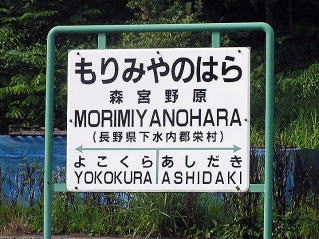 もりみやのはら
森宮野原
MORIMIYANOHARA
(長野県下水内郡栄村)
よこくら あしだき
YOKOKURA ASHIDAKI